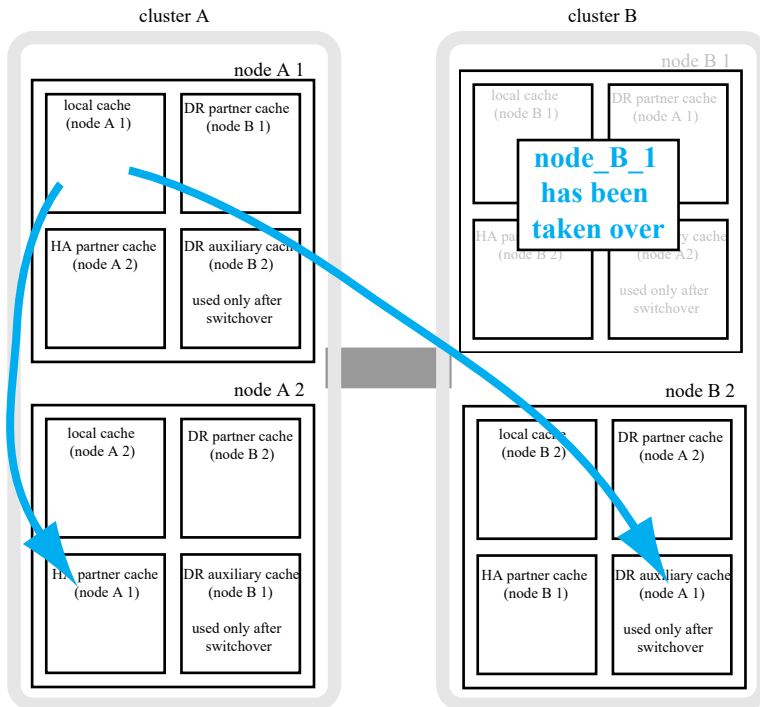 cluster A
node A 1
local cache
(node A 1)
DR partner cache
(node B 1)
HA partner cache
(node A 2)
DR auxiliary cache
(node B 2)
used only after
switchover
node A 2
local cache
(node A 2)
DR partner cache
(node B 2)
HA partner cache
(node A 1)
DR auxiliary cache
(node B 1)
used only after
switchover
cluster B
node B 1
local cache
(node B 1)
DR partner cache
(node A 1)
node_B_1
has been
taken over
HA
node B 2)
cache
(node A2)
used only after
switchover
node B 2
local cache
(node B 2)
DR partner cache
(node A 2)
HA partner cache
(node B 1)
DR auxiliary cache
(node A 1)
used only after
switchover